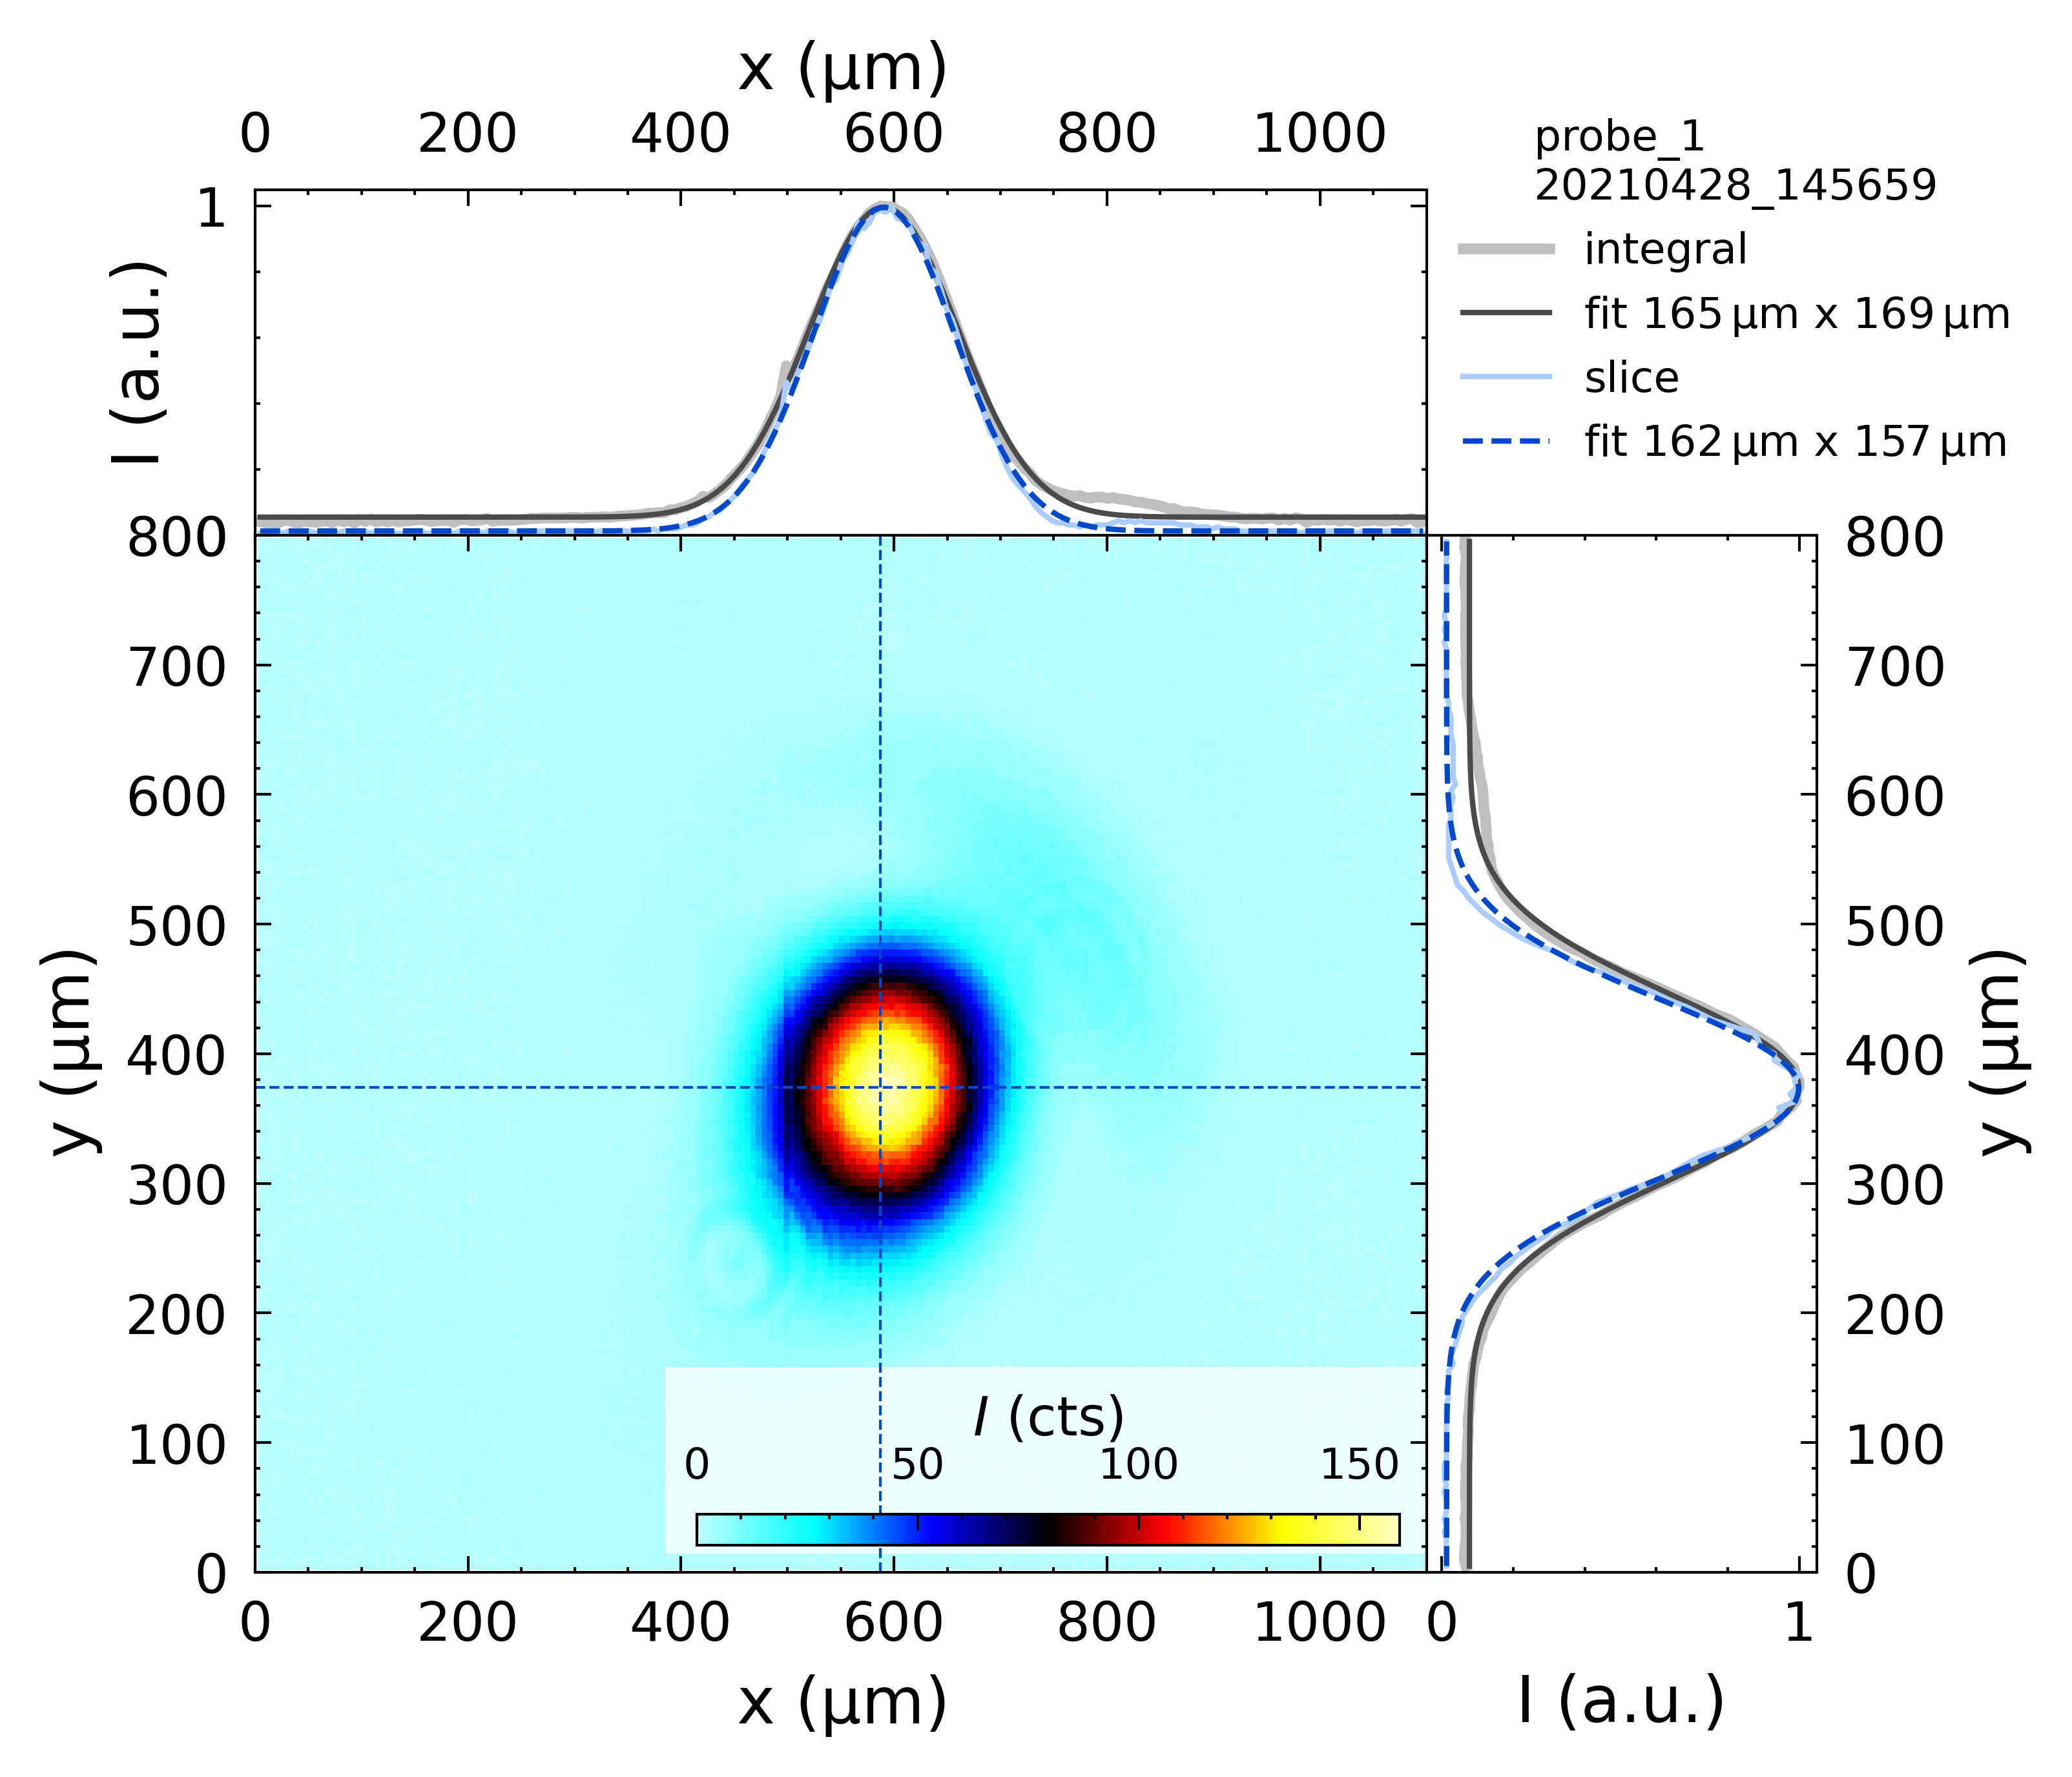 x (μm)
0 200 400 600 800 1000
probe_1
20210428_145659
integral
fit 165 μm x 169 μm
slice
fit 162 μm x 157 μm
1
I (a.u.)
800
700
600
500
400
300
200
100
0
y (μm)
I (cts)
0 50 100 150
800
700
600
500
400
300
200
100
0
y (μm)
0 200 400 600 800 1000
x (μm)
0 1
I (a.u.)